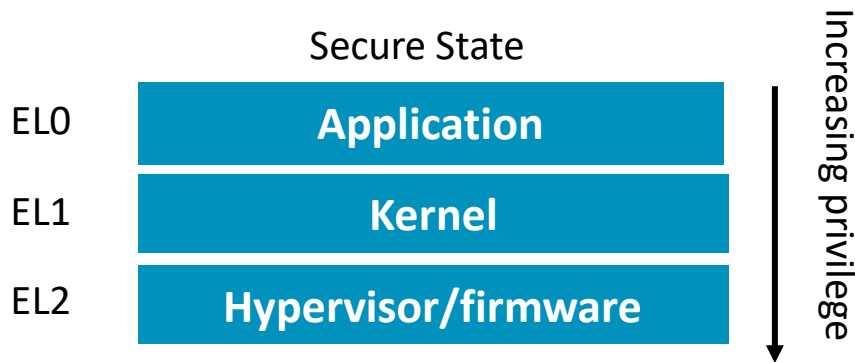 Secure State
EL0 Application
EL1 Kernel
EL2 Hypervisor/firmware
Increasing privilege